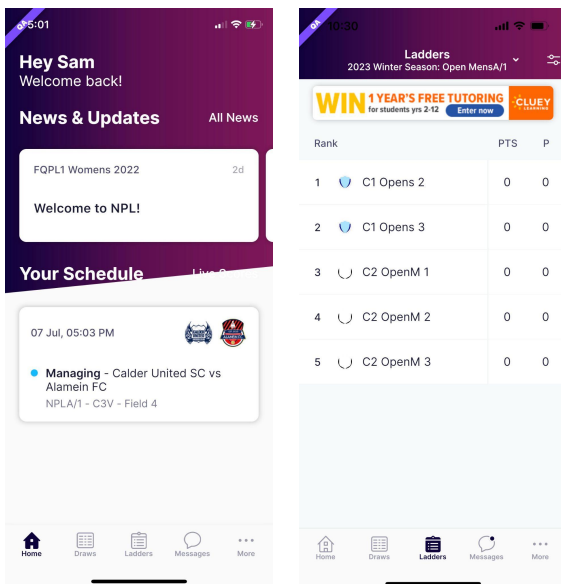 QA
5:01
Hey Sam
Welcome back!
News & Updates
All News
FQPL1 Womens 2022
2d
Welcome to NPL!
Your Schedule
07 Jul, 05:03 PM
Managing - Calder United SC vs
Alamein FC
NPLA/1 - C3V - Field 4
Home
Draws
Ladders
Messages
More
QA
10:30
Ladders
2023 Winter Season: Open MensA/1
WIN 1 YEAR'S FREE TUTORING
for students yrs 2-12
Enter now
CLUEY
LEARNING
Rank PTS P
1 C1 Opens 2 0 0
2 C1 Opens 3 0 0
3 C2 OpenM 1 0 0
4 C2 OpenM 2 0 0
5 C2 OpenM 3 0 0
Home
Draws
Ladders
Messages
More